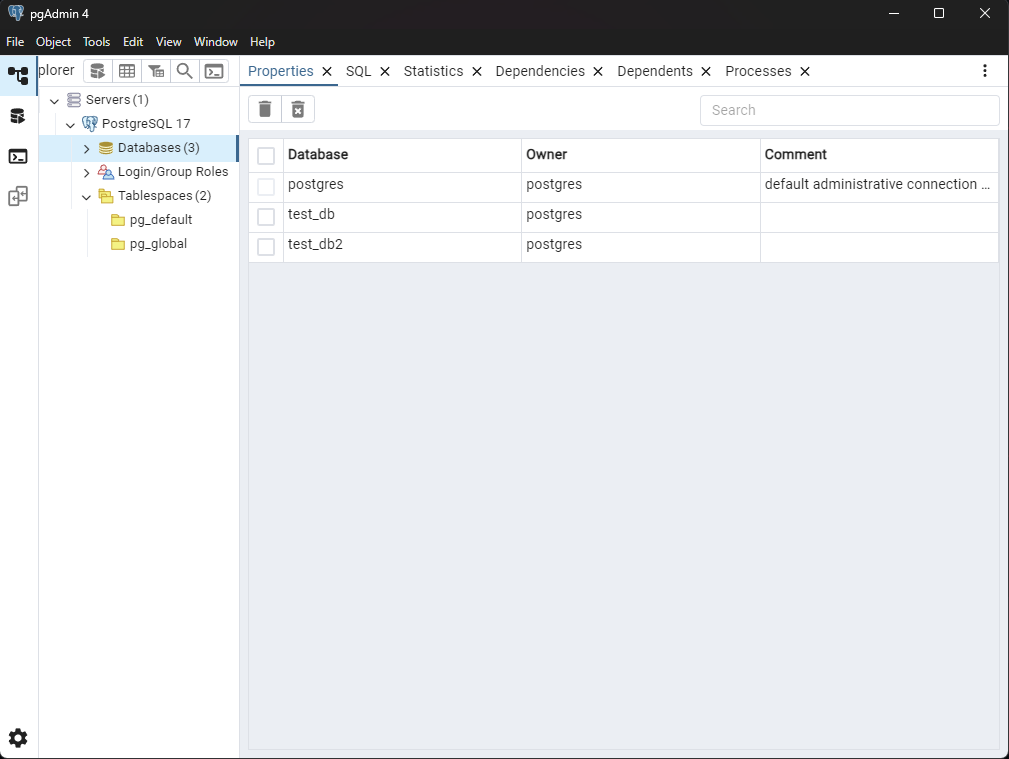 pgAdmin 4
File Object Tools Edit View Window Help
plorer
Properties SQL Statistics Dependencies Dependents Processes
Servers (1)
PostgreSQL 17
Databases (3)
Login/Group Roles
Tablespaces (2)
pg_default
pg_global
Search
Database Owner Comment
postgres postgres default administrative connection ...
test_db postgres
test_db2 postgres